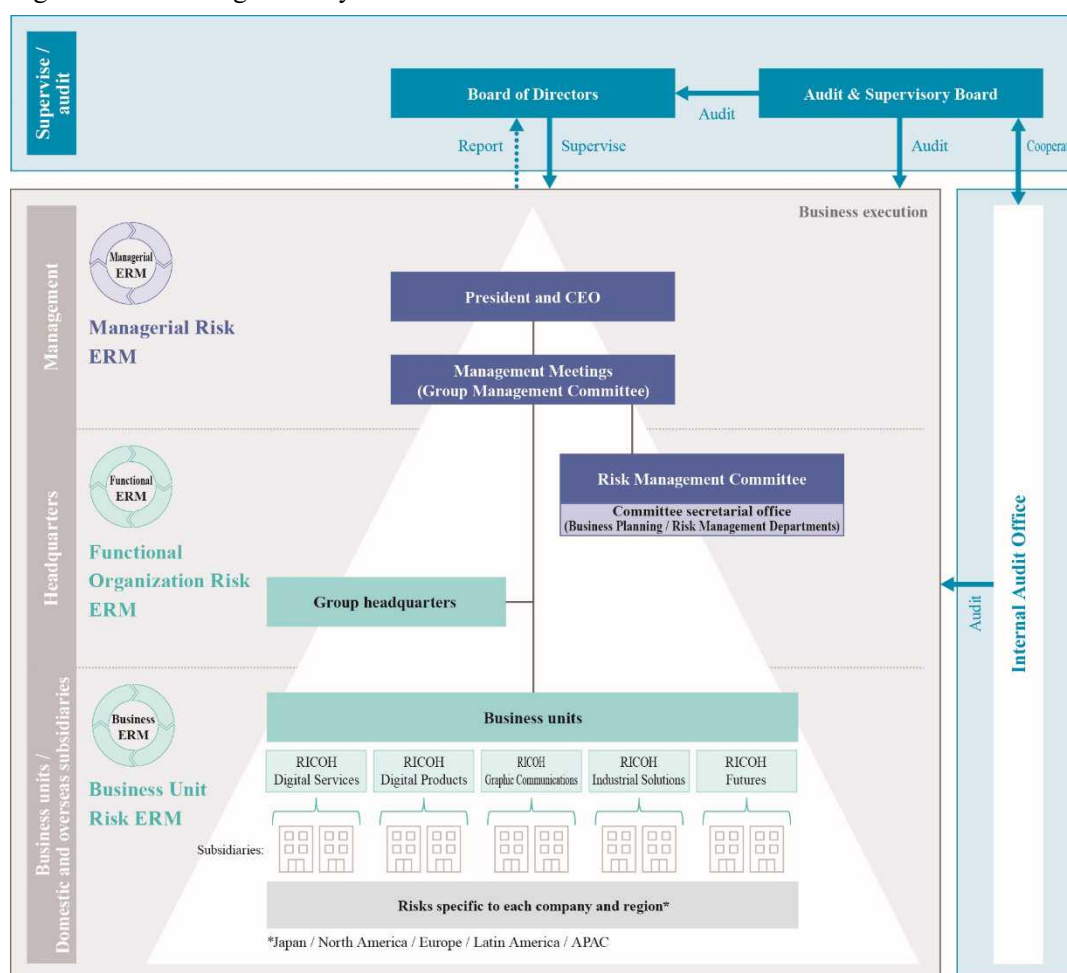 Supervise /
audit
Board of Directors
Audit & Supervisory Board
Audit
Report
Supervise
Audit
Business execution
Management
Managerial
ERM
Managerial Risk
ERM
President and CEO
Management Meetings
(Group Management Committee)
Headquarters
Functional
ERM
Functional
Organization Risk
ERM
Risk Management Committee
Committee secretarial office
(Business Planning / Risk Management Departments)
Group headquarters
Internal Audit Office
Audit
Business units /
Domestic and overseas subsidiaries
Business
ERM
Business Unit
Risk ERM
Business units
RICOH
Digital Services
RICOH
Digital Products
RICOH
Graphic Communications
RICOH
Industrial Solutions
RICOH
Futures
Subsidiaries:
Risks specific to each company and region*
*Japan / North America / Europe / Latin America / APAC